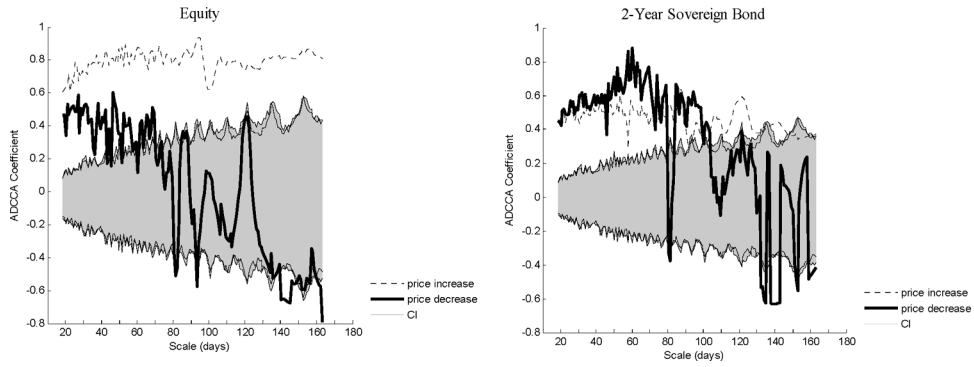 Equity
1
0.8
0.6
0.4
0.2
0
-0.2
-0.4
-0.6
-0.8
ADCCA Coefficient
20 40 60 80 100 120 140 160 180
Scale (days)
price increase
price decrease
CI
2-Year Sovereign Bond
1
0.8
0.6
0.4
0.2
0
-0.2
-0.4
-0.6
-0.8
ADCCA Coefficient
20 40 60 80 100 120 140 160 180
Scale (days)
price increase
price decrease
CI